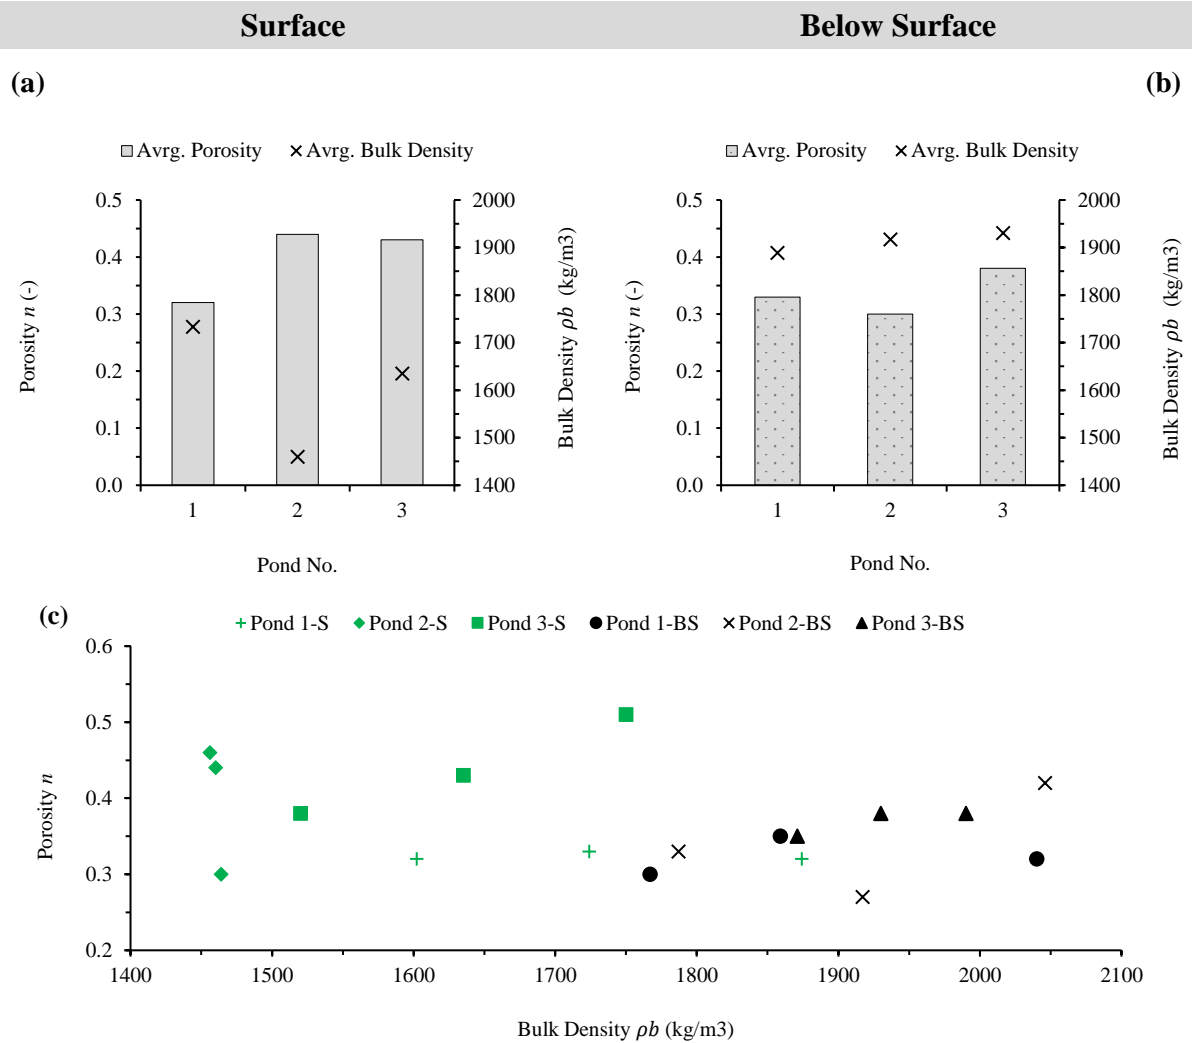 Surface
Below Surface
(a)
(b)
Avrg. Porosity
Avrg. Bulk Density
Porosity n (-)
0.5
0.4
0.3
0.2
0.1
0.0
2000
1900
1800
1700
1600
1500
1400
Bulk Density ρb (kg/m3)
1
2
3
Pond No.
Avrg. Porosity
Avrg. Bulk Density
Porosity n (-)
0.5
0.4
0.3
0.2
0.1
0.0
2000
1900
1800
1700
1600
1500
1400
Bulk Density ρb (kg/m3)
1
2
3
Pond No.
(c)
Pond 1-S
Pond 2-S
Pond 3-S
Pond 1-BS
Pond 2-BS
Pond 3-BS
Porosity n
0.6
0.5
0.4
0.3
0.2
1400
1500
1600
1700
1800
1900
2000
2100
Bulk Density ρb (kg/m3)